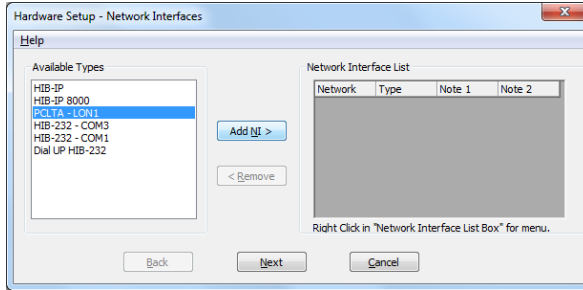 Hardware Setup - Network Interfaces
Help
Available Types
HIB-IP
HIB-IP 8000
PCLTA - LON1
HIB-232 - COM3
HIB-232 - COM1
Dial UP HIB-232
Add NI >
< Remove
Network Interface List
Network Type Note 1 Note 2
Right Click in "Network Interface List Box" for menu.
Back Next Cancel